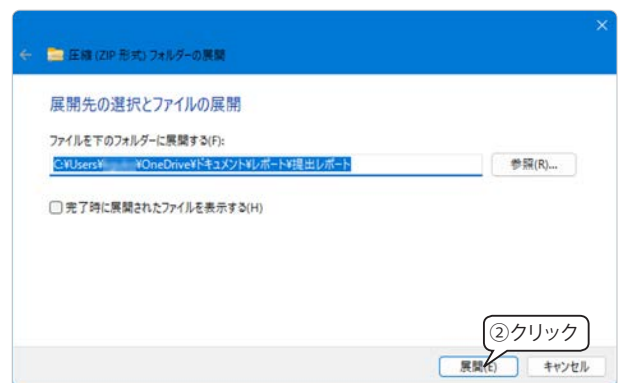 圧縮 (ZIP 形式) フォルダーの展開
展開先の選択とファイルの展開
ファイルを下のフォルダーに展開する(F):
C:¥Users¥ ¥OneDrive¥ドキュメント¥レポート¥提出レポート
参照(R)...
完了時に展開されたファイルを表示する(H)
②クリック
展開(E)
キャンセル